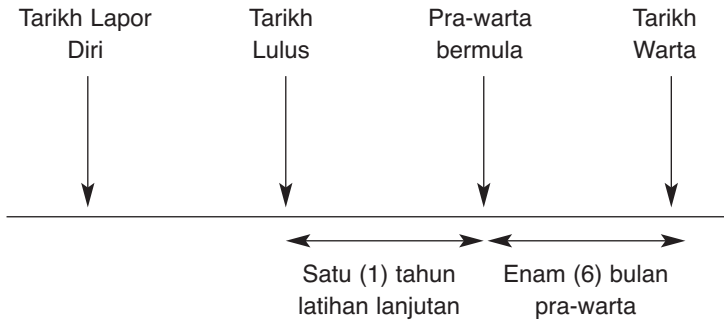 Tarikh Lapor
Diri
Tarikh
Lulus
Pra-warta
bermula
Tarikh
Warta
Satu (1) tahun
latihan lanjutan
Enam (6) bulan
pra-warta